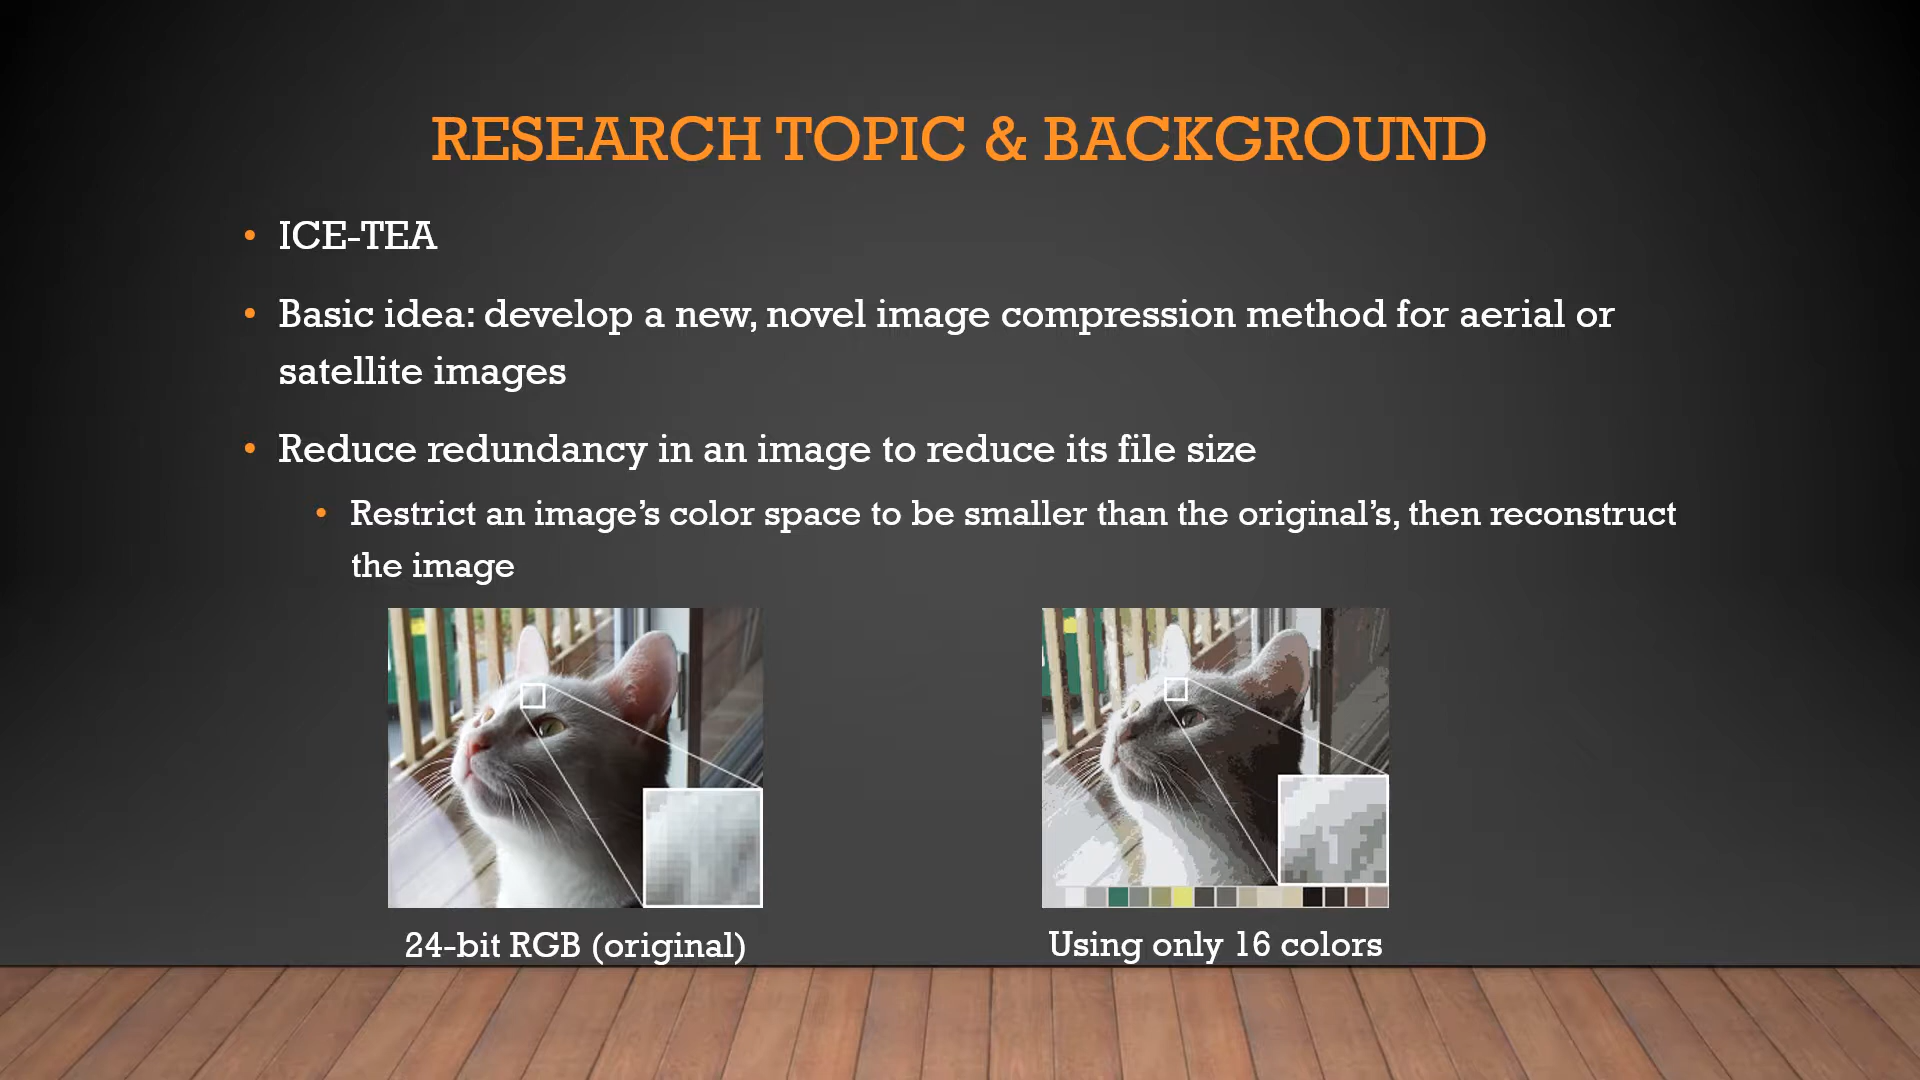 RESEARCH TOPIC & BACKGROUND
• ICE-TEA
• Basic idea: develop a new, novel image compression method for aerial or
satellite images
• Reduce redundancy in an image to reduce its file size
• Restrict an image’s color space to be smaller than the original’s, then reconstruct
the image
24-bit RGB (original)
Using only 16 colors